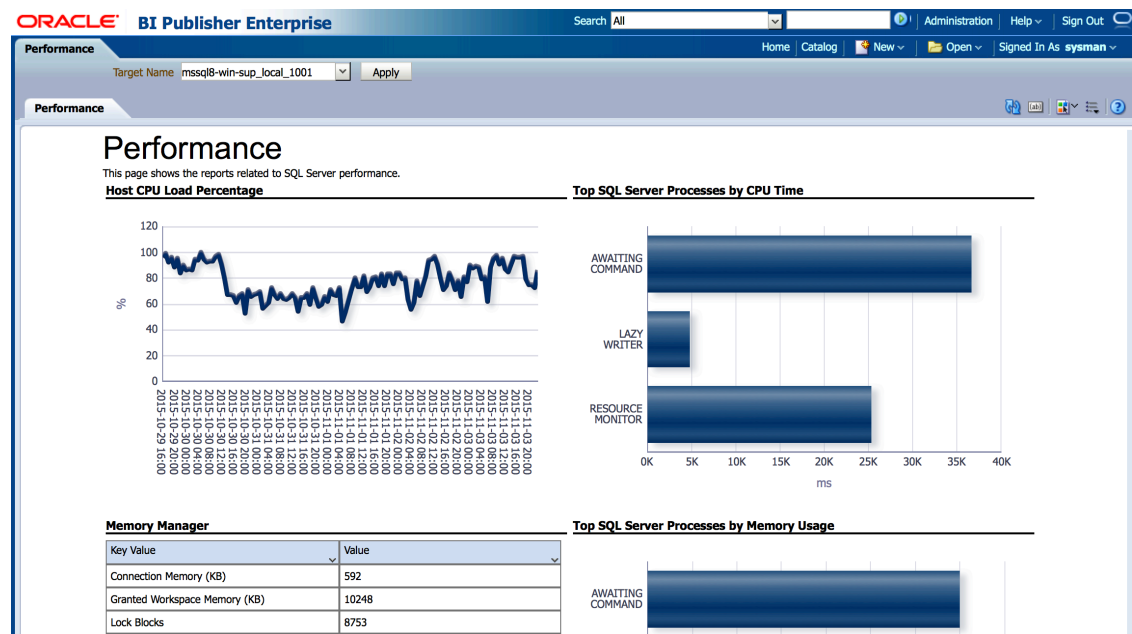 ORACLE BI Publisher Enterprise
Search All
Administration Help Sign Out
Performance
Home Catalog New Open Signed In As sysman
Target Name mssql8-win-sup_local_1001 Apply
Performance
Performance
This page shows the reports related to SQL Server performance.
Host CPU Load Percentage
120
100
80
60
40
20
0
%
2015-10-29 16:00
2015-10-29 20:00
2015-10-30 00:00
2015-10-30 04:00
2015-10-30 08:00
2015-10-30 12:00
2015-10-30 16:00
2015-10-30 20:00
2015-10-31 00:00
2015-10-31 04:00
2015-10-31 08:00
2015-10-31 12:00
2015-10-31 16:00
2015-10-31 20:00
2015-11-01 00:00
2015-11-01 04:00
2015-11-01 08:00
2015-11-01 12:00
2015-11-01 16:00
2015-11-01 20:00
2015-11-02 00:00
2015-11-02 04:00
2015-11-02 08:00
2015-11-02 12:00
2015-11-02 16:00
2015-11-02 20:00
2015-11-03 00:00
2015-11-03 04:00
2015-11-03 08:00
2015-11-03 12:00
2015-11-03 16:00
2015-11-03 20:00
Top SQL Server Processes by CPU Time
AWAITING
COMMAND
LAZY
WRITER
RESOURCE
MONITOR
0K 5K 10K 15K 20K 25K 30K 35K 40K
ms
Memory Manager
Key Value Value
Connection Memory (KB) 592
Granted Workspace Memory (KB) 10248
Lock Blocks 8753
Top SQL Server Processes by Memory Usage
AWAITING
COMMAND